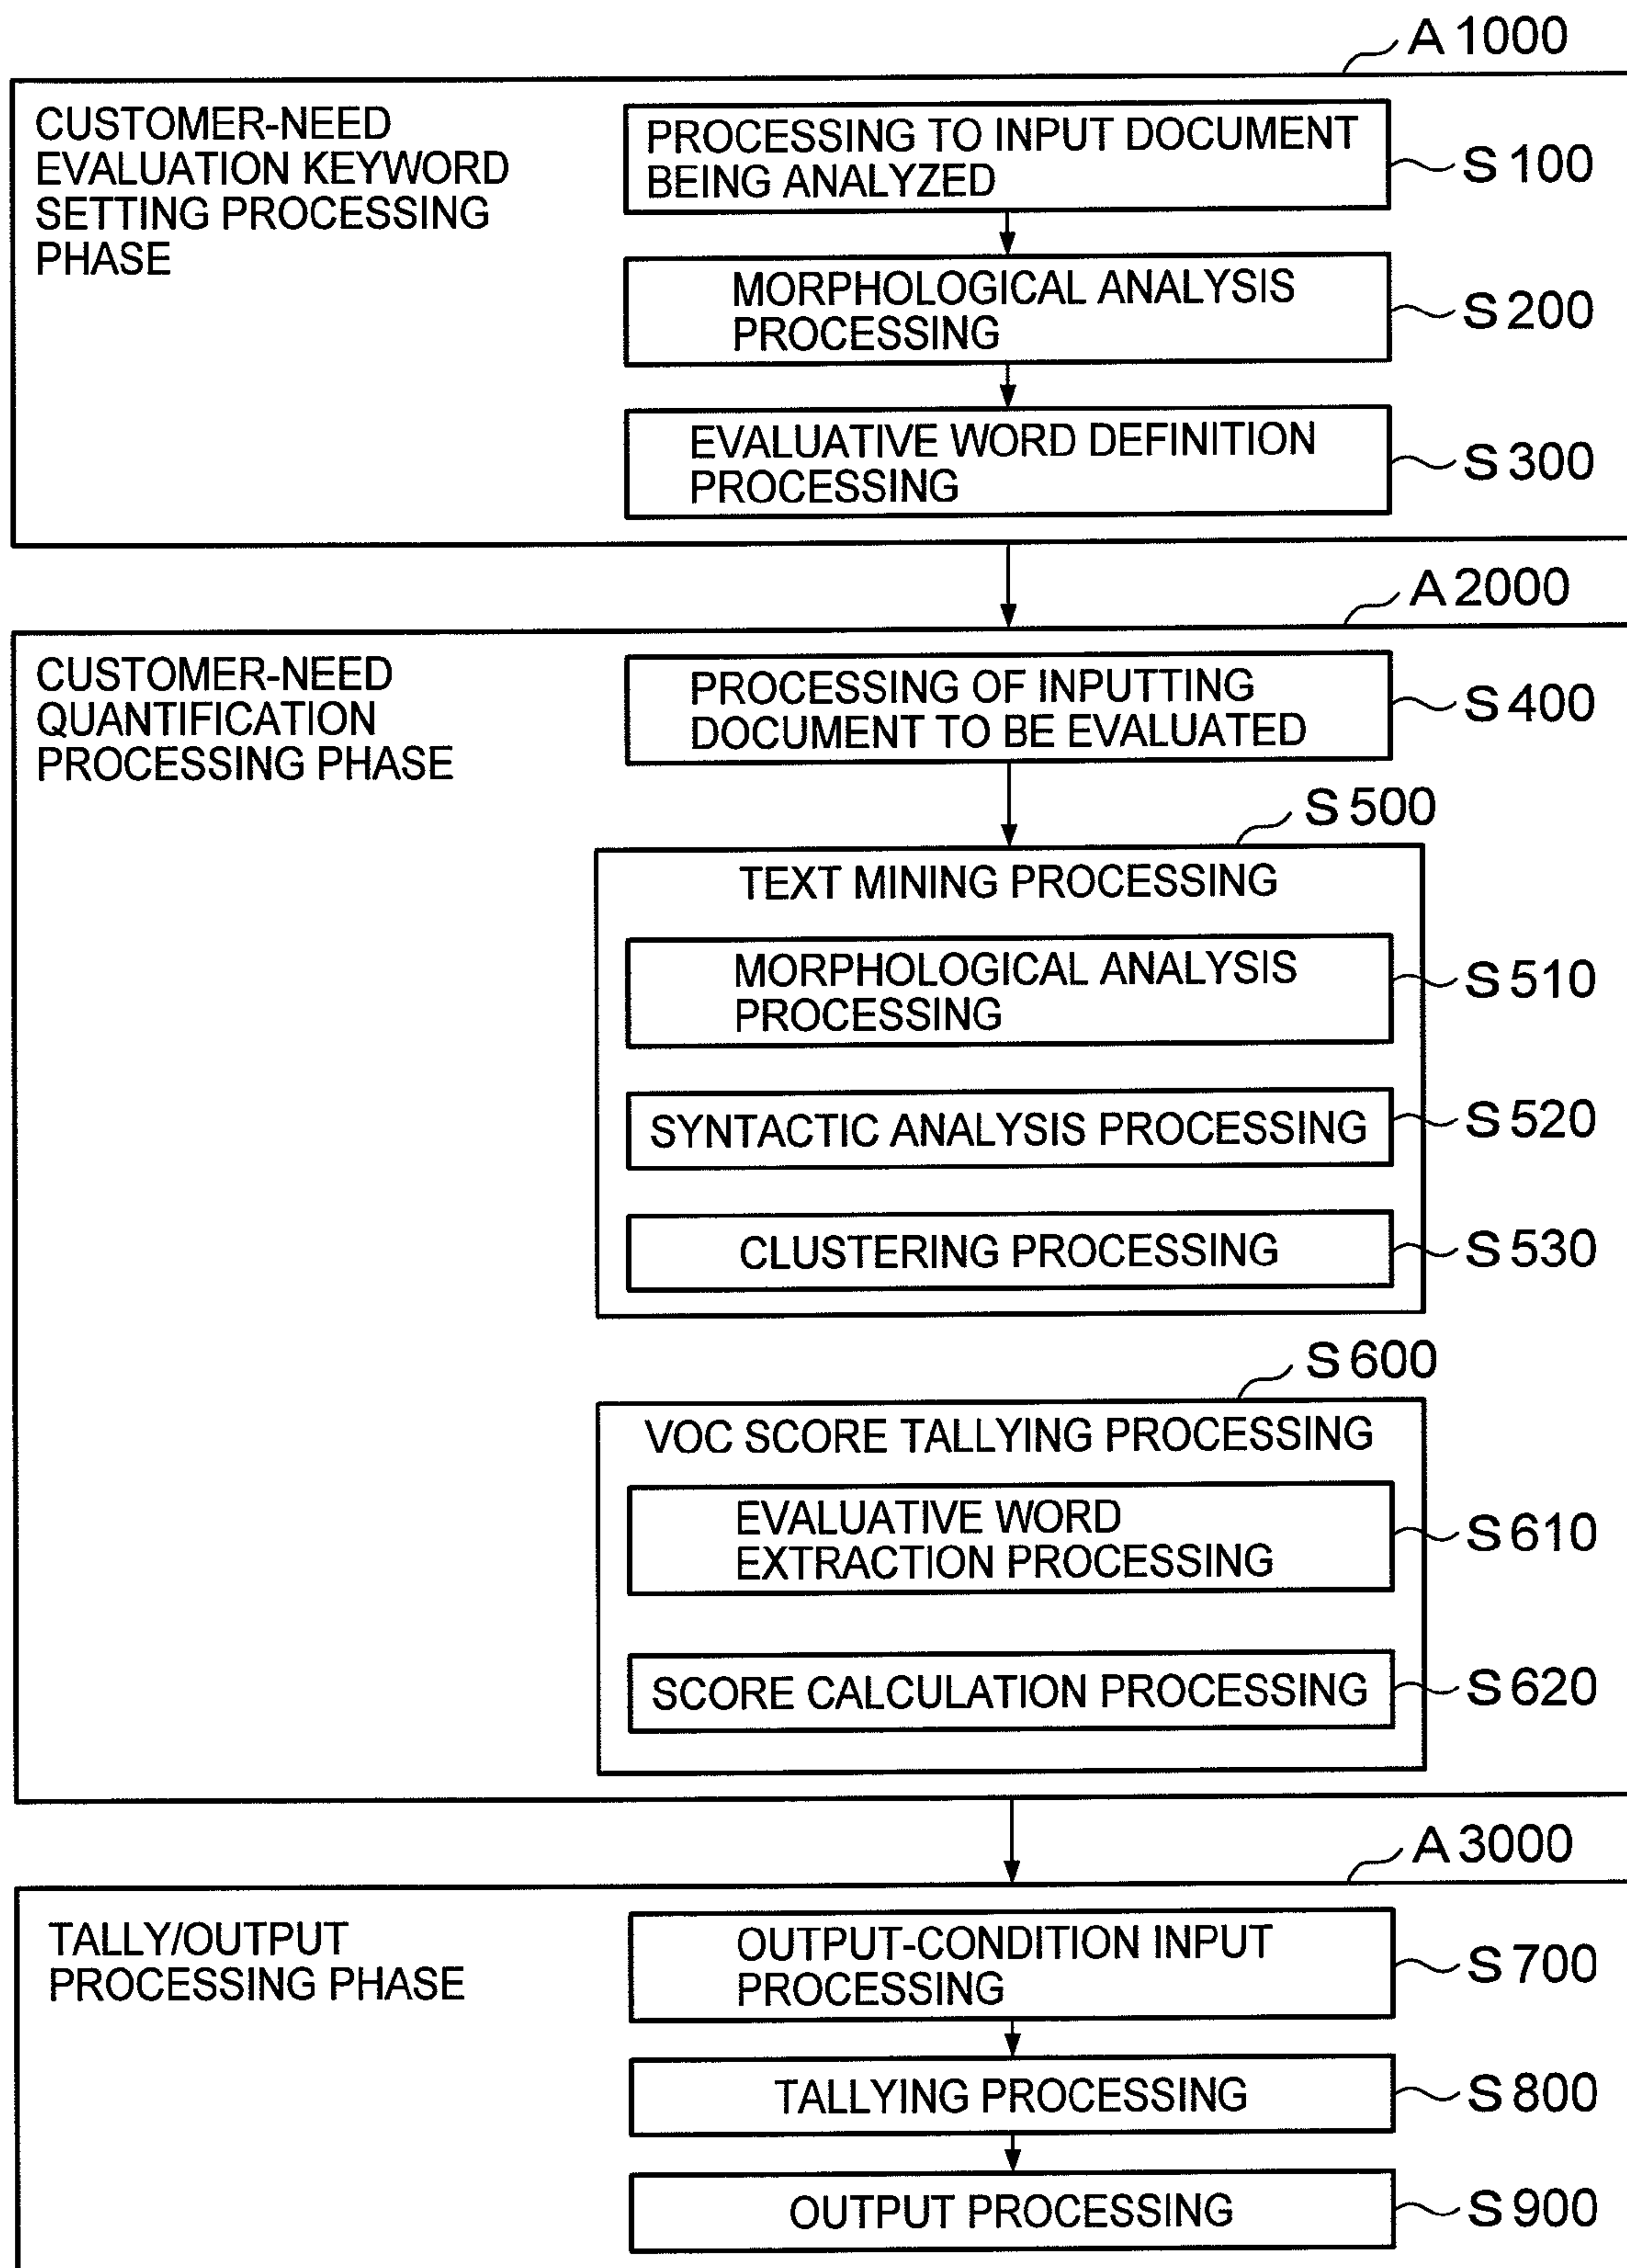 A1000
CUSTOMER-NEED
EVALUATION KEYWORD
SETTING PROCESSING
PHASE
PROCESSING TO INPUT DOCUMENT
BEING ANALYZED
S100
MORPHOLOGICAL ANALYSIS
PROCESSING
S200
EVALUATIVE WORD DEFINITION
PROCESSING
S300
A2000
CUSTOMER-NEED
QUANTIFICATION
PROCESSING PHASE
PROCESSING OF INPUTTING
DOCUMENT TO BE EVALUATED
S400
S500
TEXT MINING PROCESSING
MORPHOLOGICAL ANALYSIS
PROCESSING
S510
SYNTACTIC ANALYSIS PROCESSING
S520
CLUSTERING PROCESSING
S530
S600
VOC SCORE TALLYING PROCESSING
EVALUATIVE WORD
EXTRACTION PROCESSING
S610
SCORE CALCULATION PROCESSING
S620
A3000
TALLY/OUTPUT
PROCESSING PHASE
OUTPUT-CONDITION INPUT
PROCESSING
S700
TALLYING PROCESSING
S800
OUTPUT PROCESSING
S900